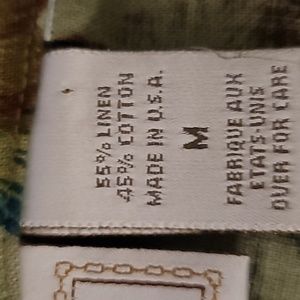 55% LINEN
45% COTTON
MADE IN U.S.A.
M
FABRIQUE AUX
ETATS-UNIS
OVER FOR CARE